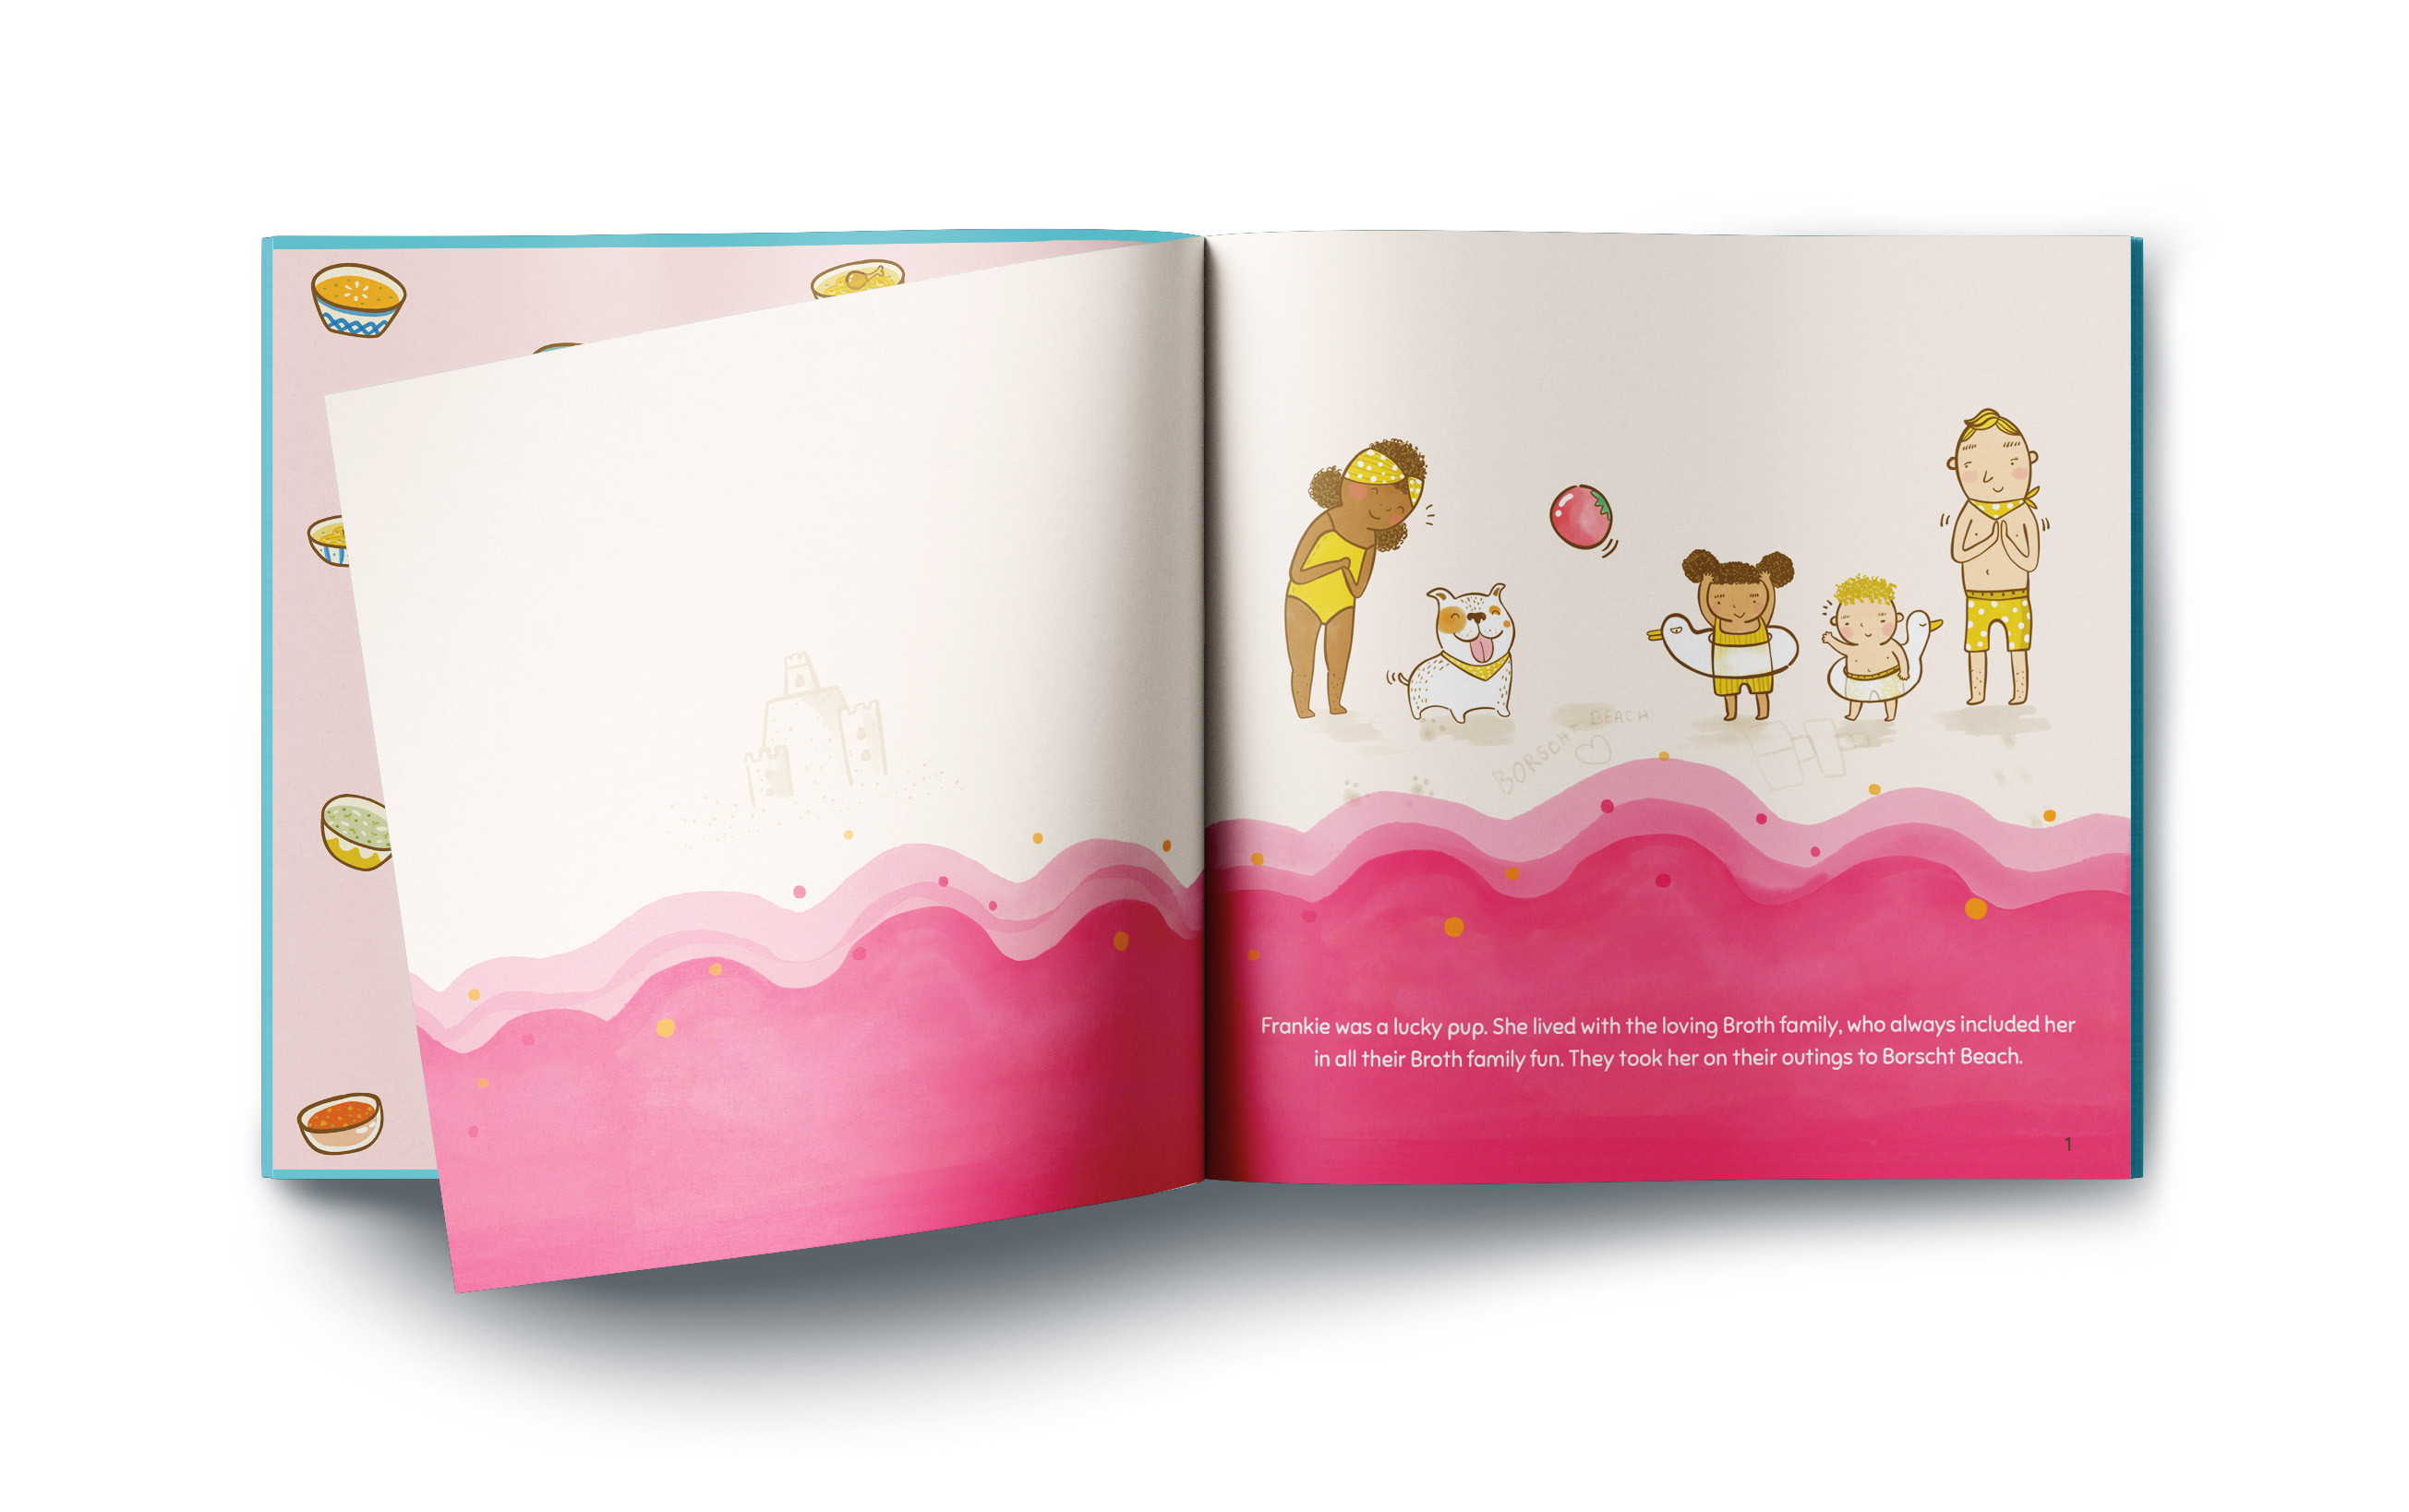 BORSCHT BEACH
Frankie was a lucky pup. She lived with the loving Broth family, who always included her
in all their Broth family fun. They took her on their outings to Borscht Beach.
1